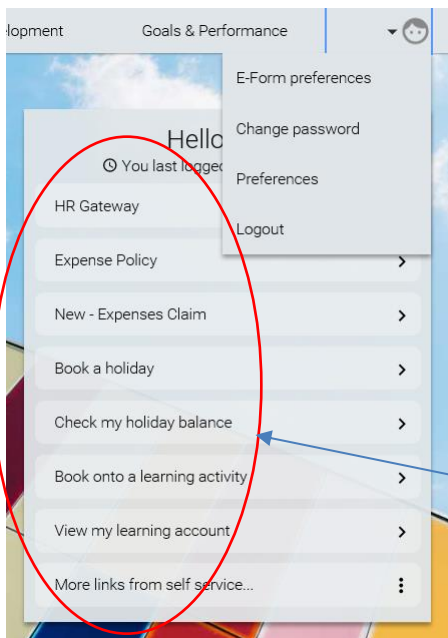 Goals & Performance
E-Form preferences
Change password
Preferences
Logout
Hello
You last logged
HR Gateway
Expense Policy
New - Expenses Claim
Book a holiday
Check my holiday balance
Book onto a learning activity
View my learning account
More links from self service...